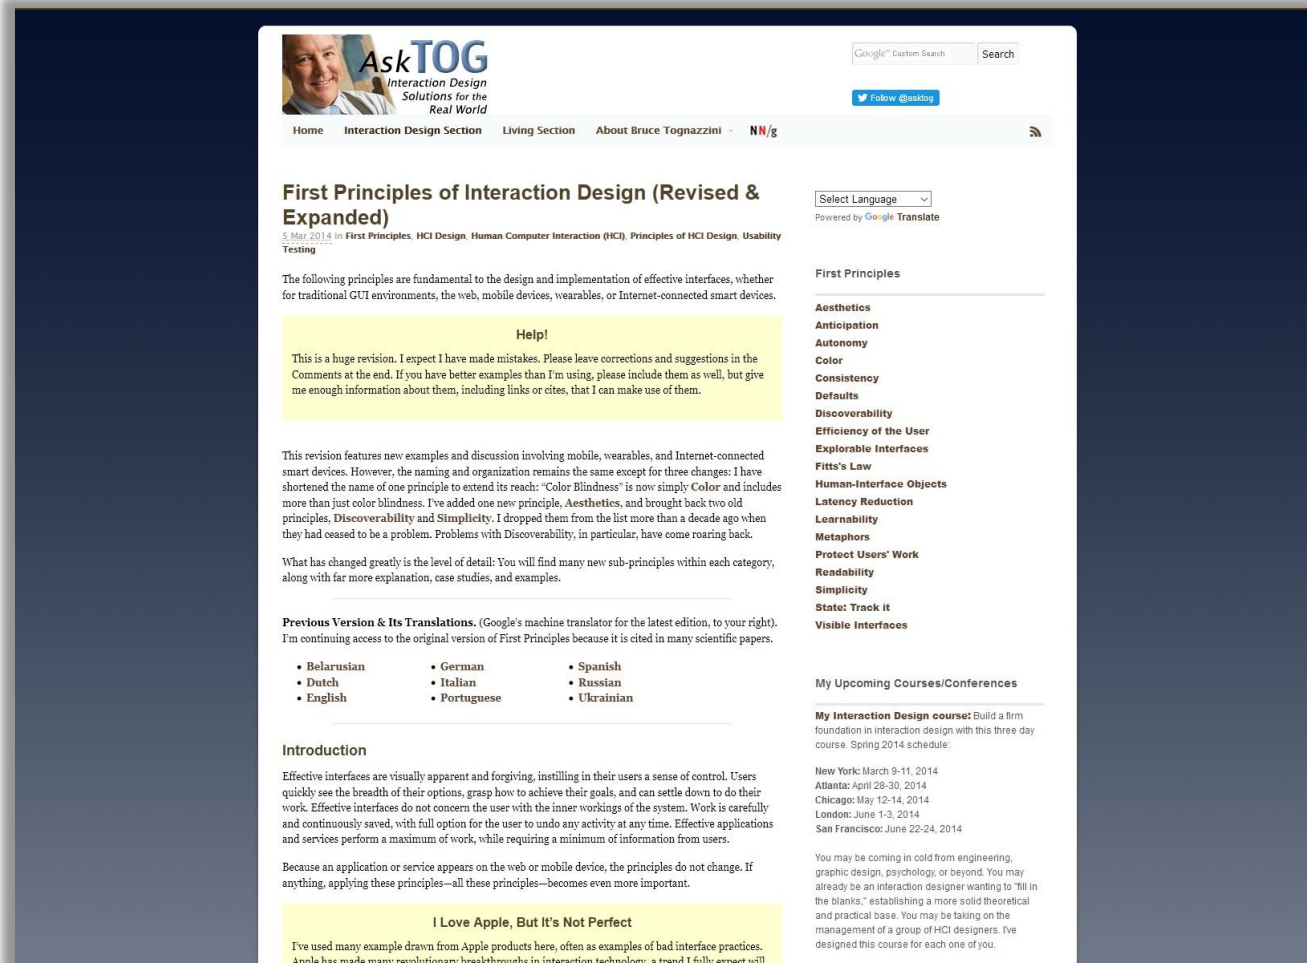 AskTOG
Interaction Design
Solutions for the
Real World
Google™ Custom Search
Search
Follow @asktog
Home
Interaction Design Section
Living Section
About Bruce Tognazzini
NN/g
First Principles of Interaction Design (Revised &
Expanded)
5 Mar 2014 in First Principles, HCI Design, Human Computer Interaction (HCI), Principles of HCI Design, Usability
Testing
The following principles are fundamental to the design and implementation of effective interfaces, whether
for traditional GUI environments, the web, mobile devices, wearables, or Internet-connected smart devices.
Help!
This is a huge revision. I expect I have made mistakes. Please leave corrections and suggestions in the
Comments at the end. If you have better examples than I'm using, please include them as well, but give
me enough information about them, including links or cites, that I can make use of them.
This revision features new examples and discussion involving mobile, wearables, and Internet-connected
smart devices. However, the naming and organization remains the same except for three changes: I have
shortened the name of one principle to extend its reach: “Color Blindness” is now simply Color and includes
more than just color blindness. I've added one new principle, Aesthetics, and brought back two old
principles, Discoverability and Simplicity. I dropped them from the list more than a decade ago when
they had ceased to be a problem. Problems with Discoverability, in particular, have come roaring back.
What has changed greatly is the level of detail: You will find many new sub-principles within each category,
along with far more explanation, case studies, and examples.
Previous Version & Its Translations. (Google's machine translator for the latest edition, to your right).
I'm continuing access to the original version of First Principles because it is cited in many scientific papers.
• Belarusian
• Dutch
• English
• German
• Italian
• Portuguese
• Spanish
• Russian
• Ukrainian
Introduction
Effective interfaces are visually apparent and forgiving, instilling in their users a sense of control. Users
quickly see the breadth of their options, grasp how to achieve their goals, and can settle down to do their
work. Effective interfaces do not concern the user with the inner workings of the system. Work is carefully
and continuously saved, with full option for the user to undo any activity at any time. Effective applications
and services perform a maximum of work, while requiring a minimum of information from users.
Because an application or service appears on the web or mobile device, the principles do not change. If
anything, applying these principles—all these principles—becomes even more important.
I Love Apple, But It's Not Perfect
I've used many example drawn from Apple products here, often as examples of bad interface practices.
Apple has made many revolutionary breakthroughs in interaction technology, a trend I fully expect will
Select Language
Powered by Google Translate
First Principles
Aesthetics
Anticipation
Autonomy
Color
Consistency
Defaults
Discoverability
Efficiency of the User
Explorable Interfaces
Fitts's Law
Human-Interface Objects
Latency Reduction
Learnability
Metaphors
Protect Users' Work
Readability
Simplicity
State: Track it
Visible Interfaces
My Upcoming Courses/Conferences
My Interaction Design course: Build a firm
foundation in interaction design with this three day
course. Spring 2014 schedule:
New York: March 9-11, 2014
Atlanta: April 28-30, 2014
Chicago: May 12-14, 2014
London: June 1-3, 2014
San Francisco: June 22-24, 2014
You may be coming in cold from engineering,
graphic design, psychology, or beyond. You may
already be an interaction designer wanting to “fill in
the blanks,” establishing a more solid theoretical
and practical base. You may be taking on the
management of a group of HCI designers. I've
designed this course for each one of you.